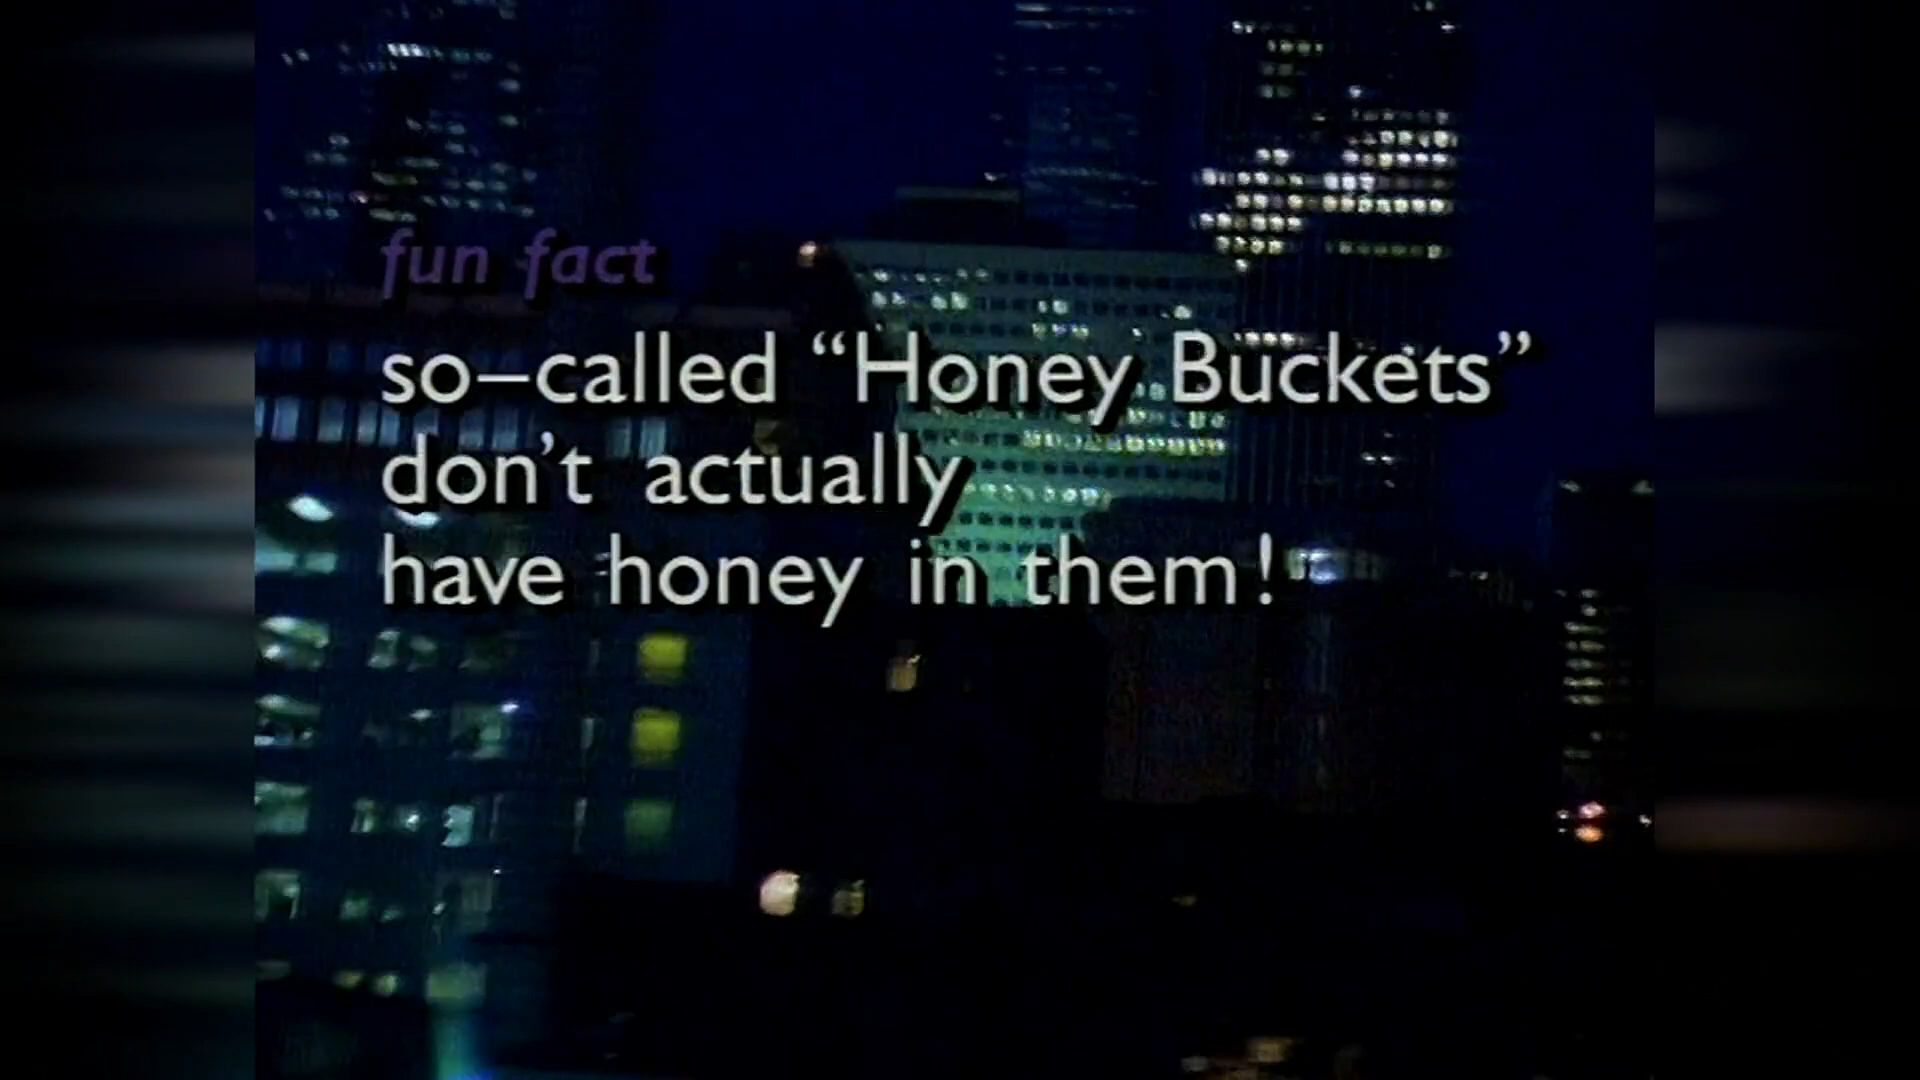 fun fact
so–called “Honey Buckets”
don’t actually
have honey in them!